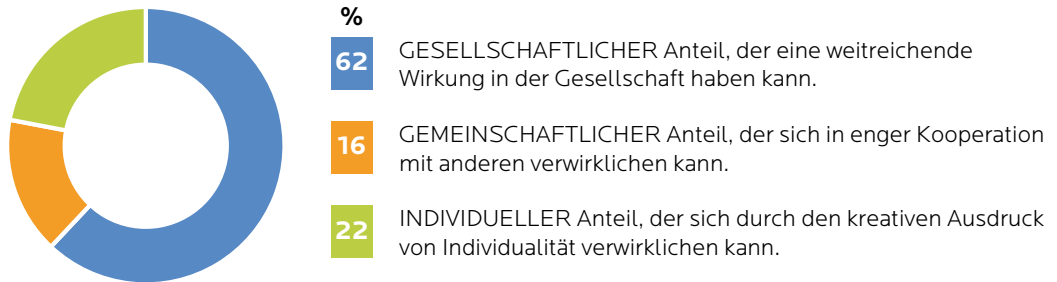 %
62
GESELLSCHAFTLICHER Anteil, der eine weitreichende
Wirkung in der Gesellschaft haben kann.
16
GEMEINSCHAFTLICHER Anteil, der sich in enger Kooperation
mit anderen verwirklichen kann.
22
INDIVIDUELLER Anteil, der sich durch den kreativen Ausdruck
von Individualität verwirklichen kann.